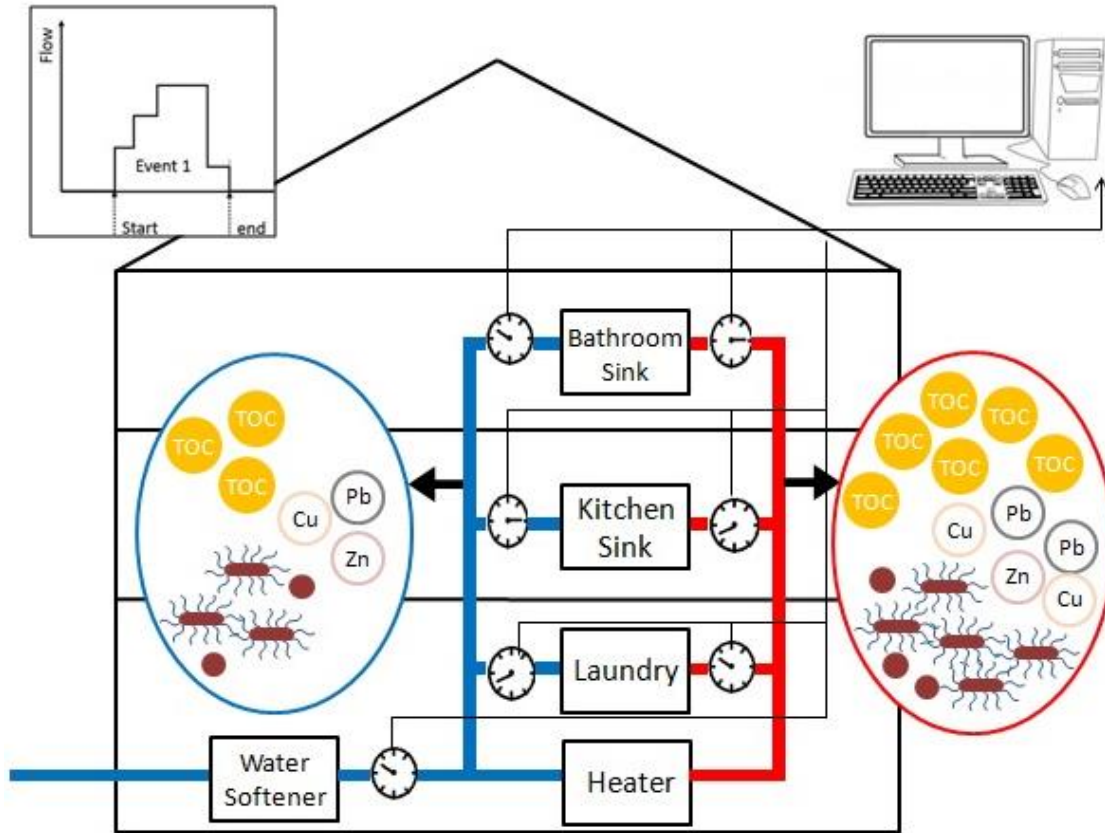 Flow
Event 1
Start
end
Bathroom
Sink
TOC
TOC
TOC
Pb
Cu
Zn
Kitchen
Sink
TOC
TOC
TOC
TOC
TOC
TOC
Pb
Cu
Pb
Zn
Cu
Laundry
Water
Softener
Heater